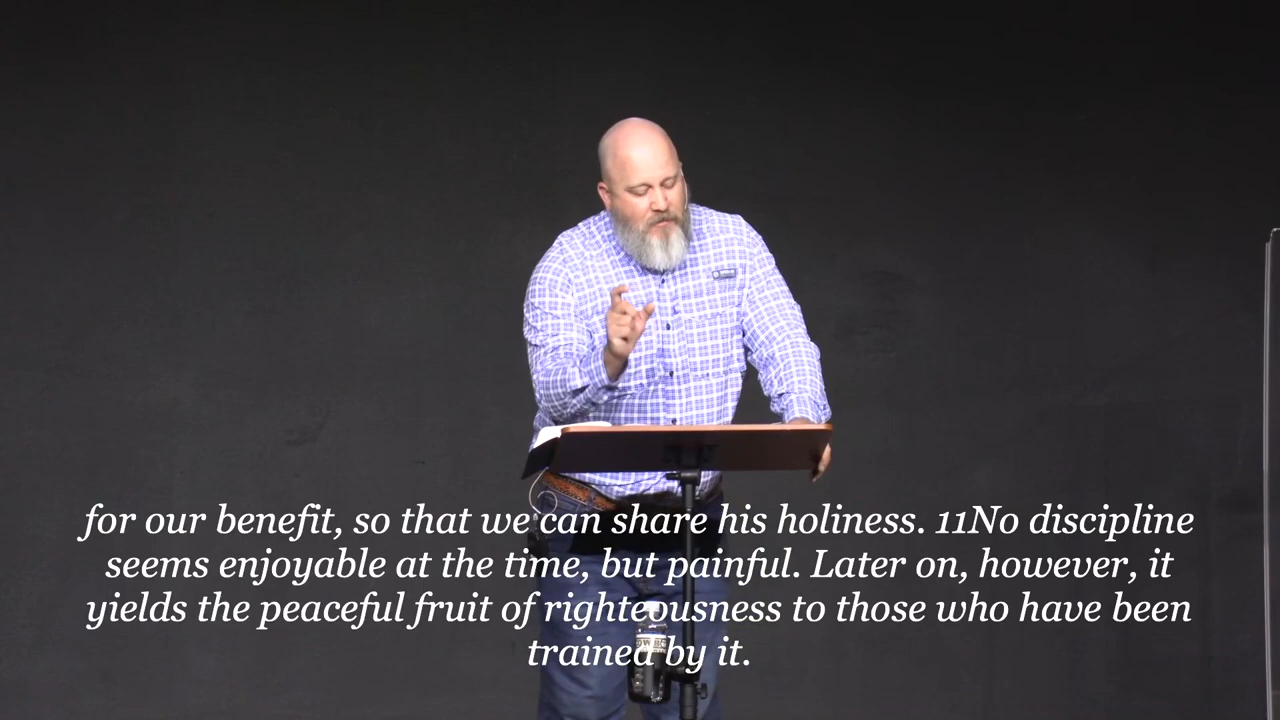 for our benefit, so that we can share his holiness. 11No discipline
seems enjoyable at the time, but painful. Later on, however, it
yields the peaceful fruit of righteousness to those who have been
trained by it.